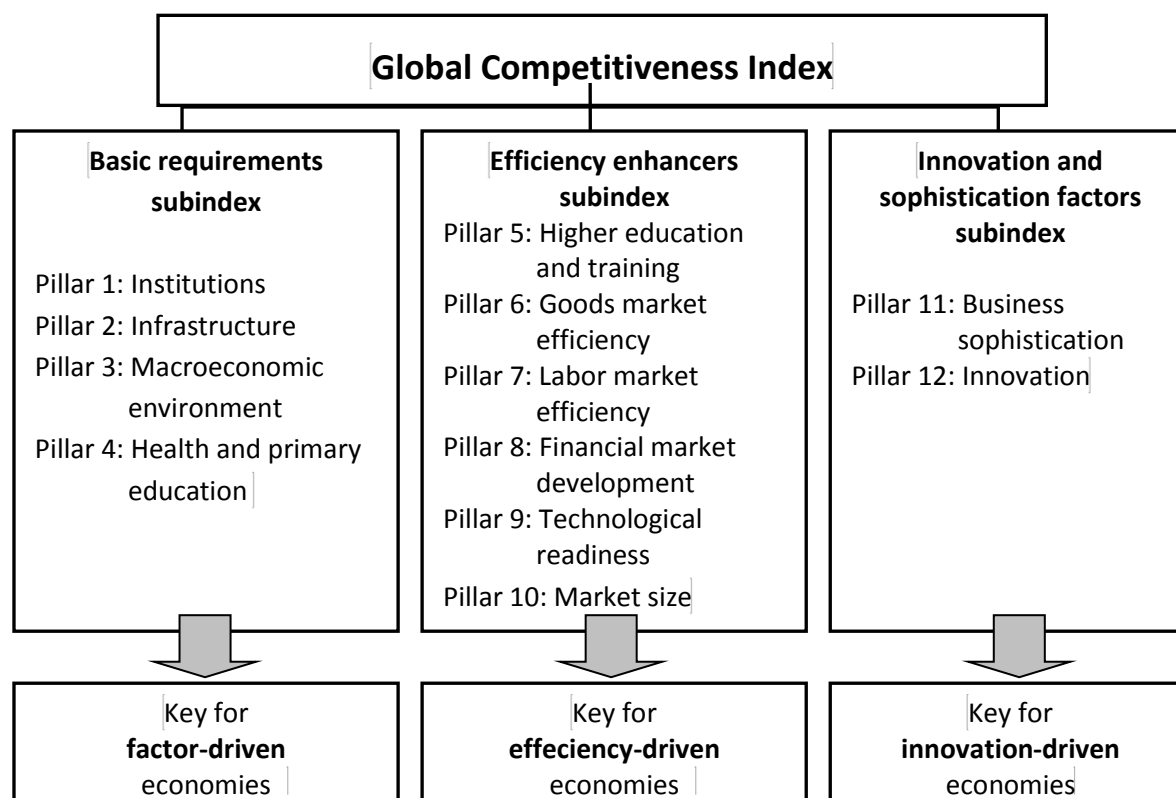 Global Competitiveness Index
Basic requirements
subindex
Pillar 1: Institutions
Pillar 2: Infrastructure
Pillar 3: Macroeconomic
environment
Pillar 4: Health and primary
education
Efficiency enhancers
subindex
Pillar 5: Higher education
and training
Pillar 6: Goods market
efficiency
Pillar 7: Labor market
efficiency
Pillar 8: Financial market
development
Pillar 9: Technological
readiness
Pillar 10: Market size
Innovation and
sophistication factors
subindex
Pillar 11: Business
sophistication
Pillar 12: Innovation
Key for
factor-driven
economies
Key for
effeciency-driven
economies
Key for
innovation-driven
economies